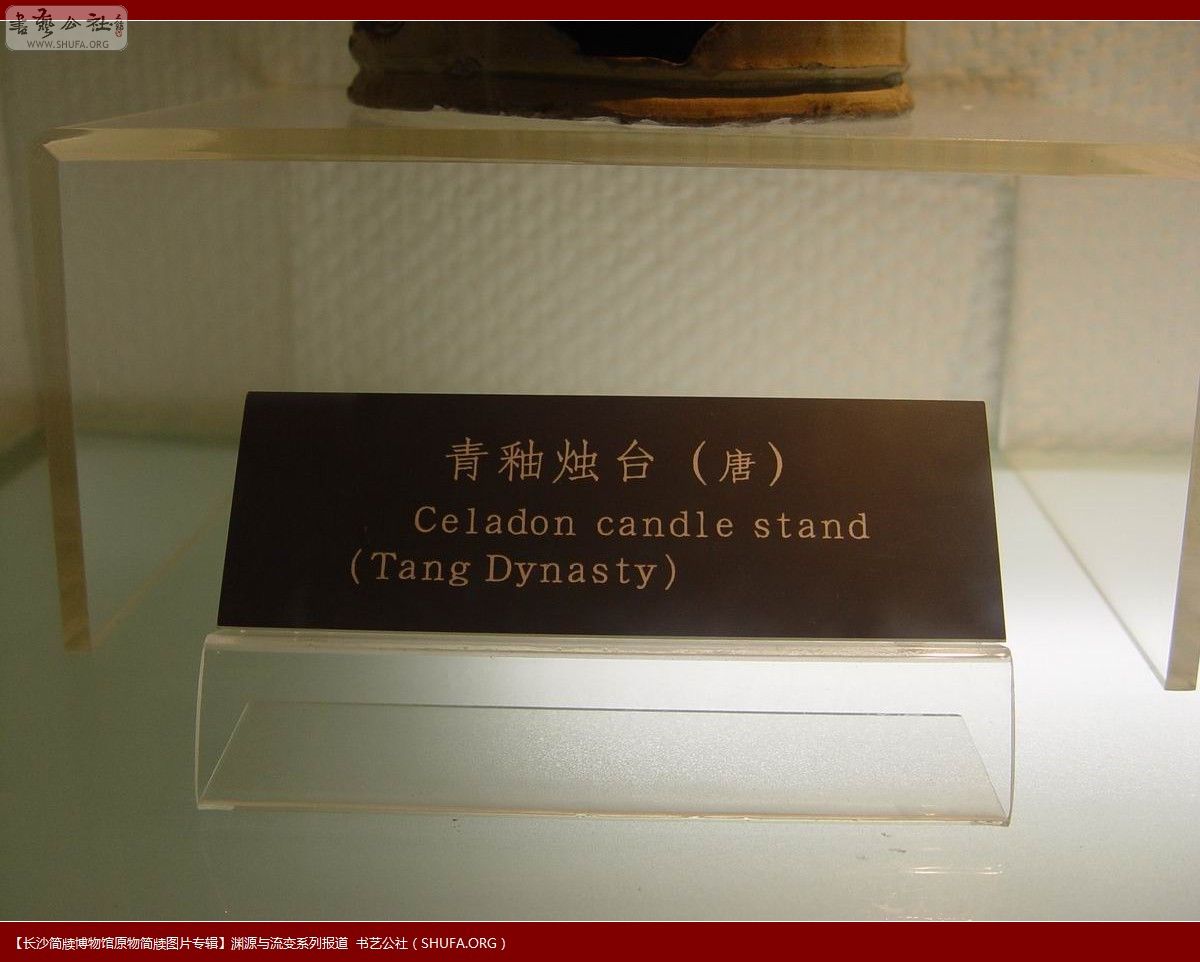 书艺公社
WWW.SHUFA.ORG
青釉烛台（唐）
Celadon candle stand
(Tang Dynasty)
【长沙简牍博物馆原物简牍图片专辑】渊源与流变系列报道 书艺公社（SHUFA.ORG）